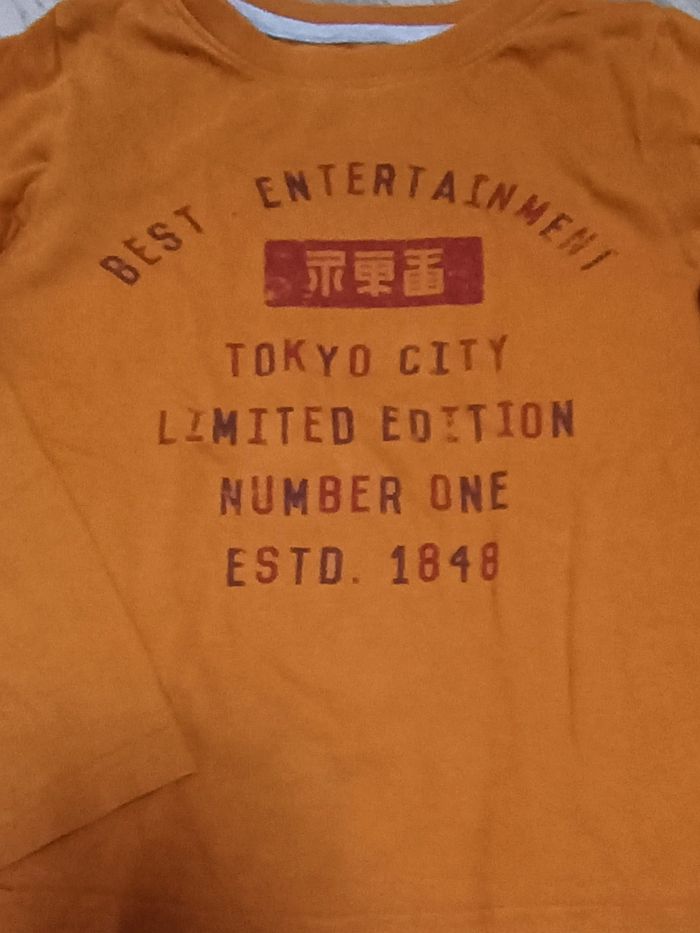 BEST ENTERTAINMENT
TOKYO CITY
LIMITED EDITION
NUMBER ONE
ESTD. 1848